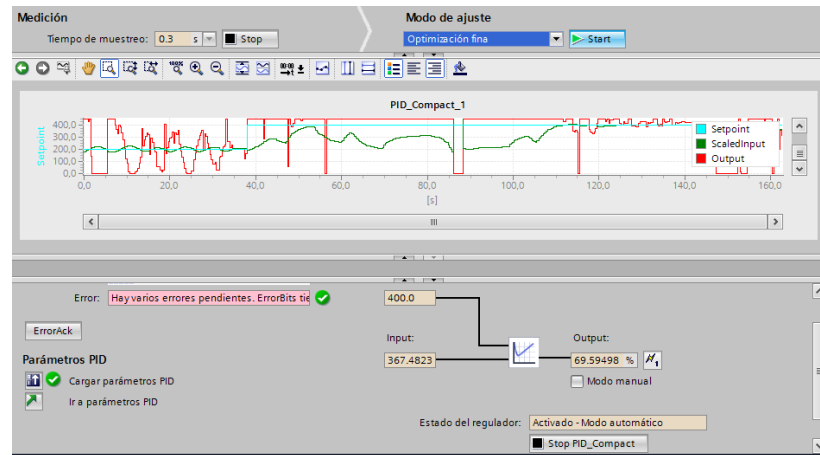 Medición
Modo de ajuste
Tiempo de muestreo: 0.3 s Stop
Optimización fina Start
PID_Compact_1
Setpoint
400,0
300,0
200,0
100,0
0,0
Setpoint
ScaledInput
Output
0,0 20,0 40,0 60,0 80,0 100,0 120,0 140,0 160,0
[s]
Error: Hay varios errores pendientes. ErrorBits tie
400.0
ErrorAck
Input:
Output:
367.4823
69.59498 %
Modo manual
Parámetros PID
Cargar parámetros PID
Ir a parámetros PID
Estado del regulador: Activado - Modo automático
Stop PID_Compact